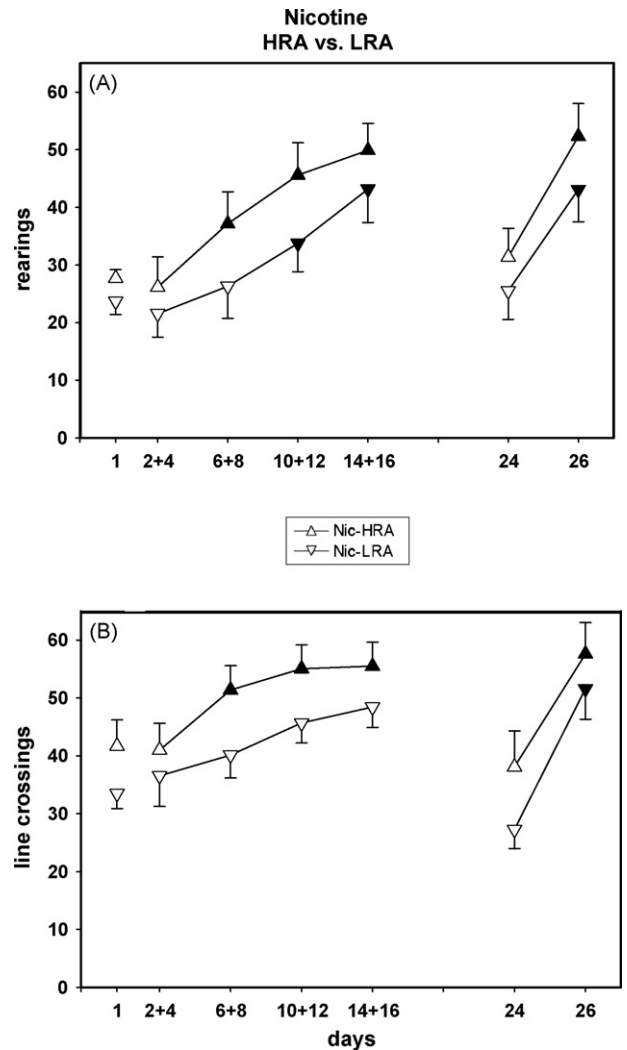 Nicotine
HRA vs. LRA
(A)
60
50
40
30
20
10
0
rearings
1 2+4 6+8 10+12 14+16 24 26
Nic-HRA
Nic-LRA
(B)
60
50
40
30
20
10
0
line crossings
1 2+4 6+8 10+12 14+16 24 26
days